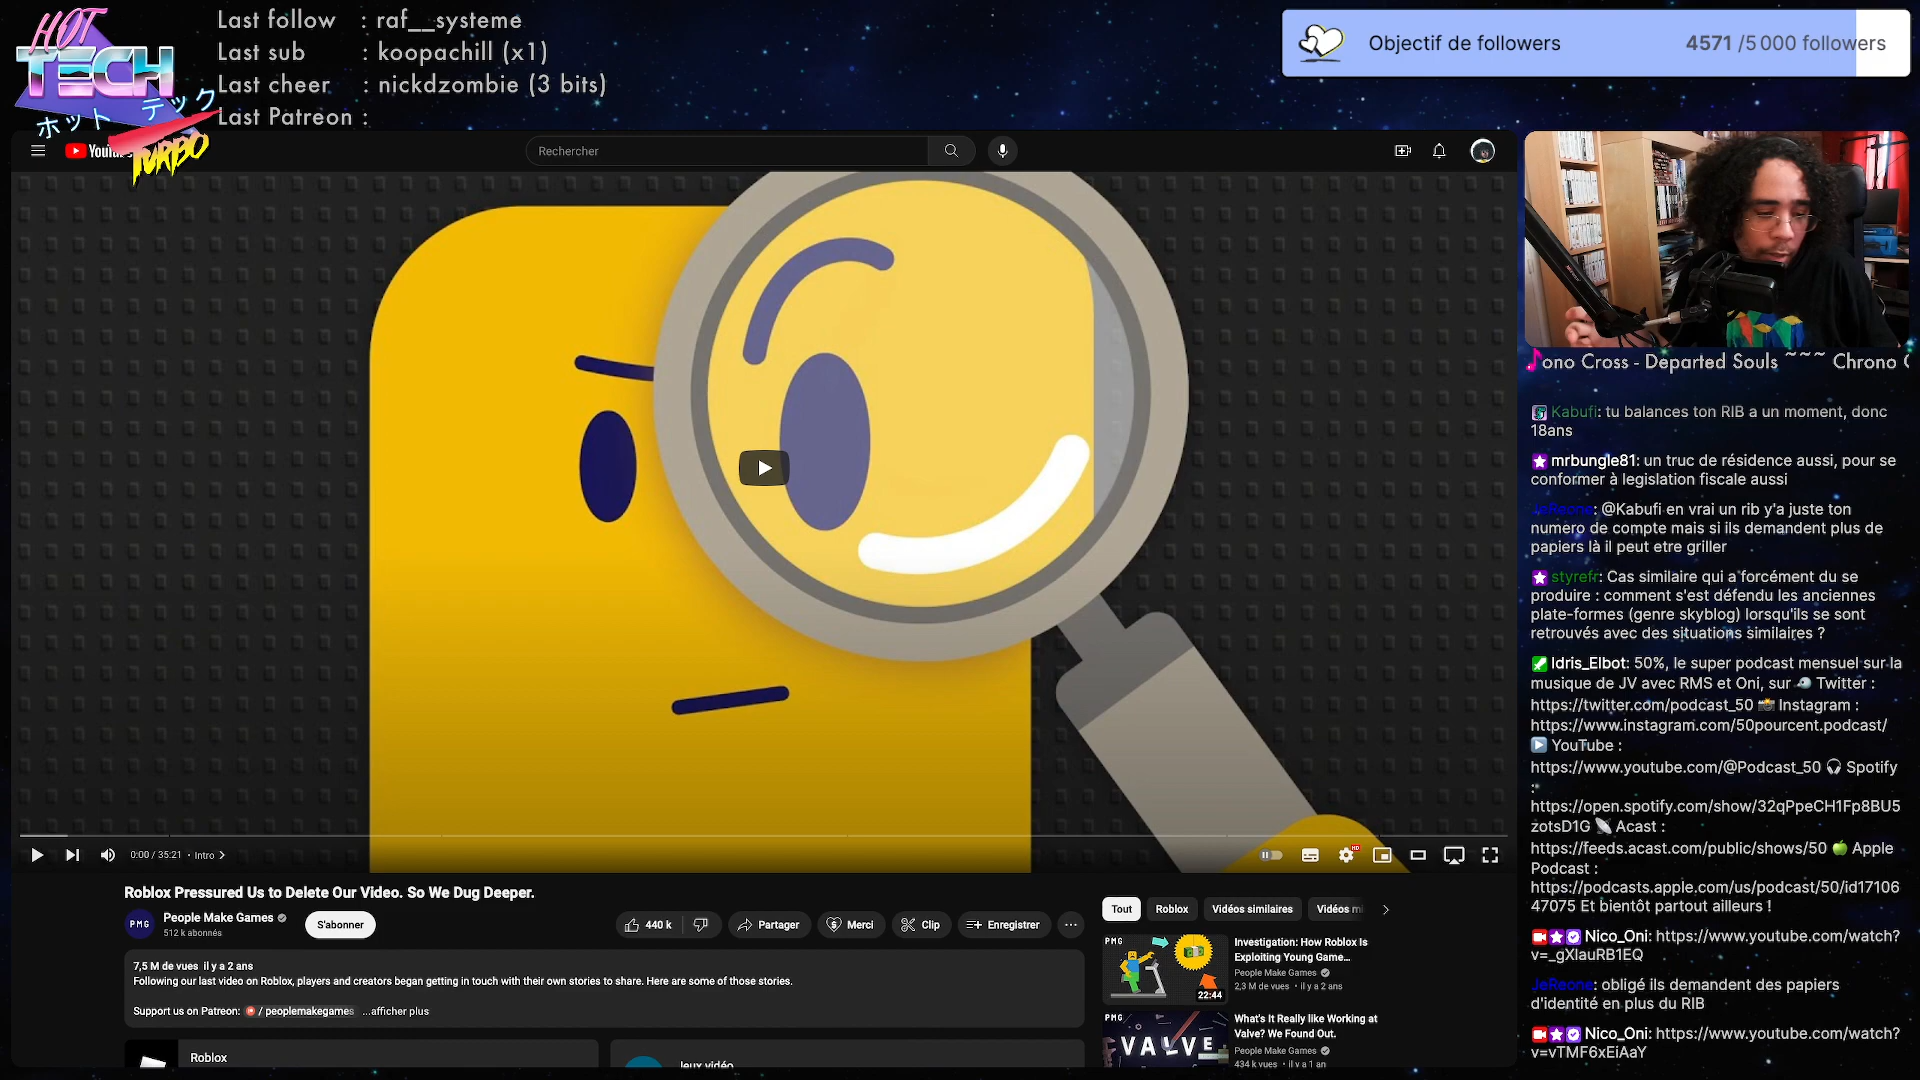 HOT
TECH
ホット テック
TURBO
Last follow : raf__systeme
Last sub : koopachill (x1)
Last cheer : nickdzombie (3 bits)
Last Patreon :
Objectif de followers 4571 /5 000 followers
Rechercher
ono Cross - Departed Souls ~~~ Chrono
Kabufi: tu balances ton RIB a un moment, donc
18ans
mrbungle81: un truc de résidence aussi, pour se
conformer à legislation fiscale aussi
JeReone: @Kabufi en vrai un rib y'a juste ton
numero de compte mais si ils demandent plus de
papiers là il peut etre griller
styrefr: Cas similaire qui a forcément du se
produire : comment s'est défendu les anciennes
plate-formes (genre skyblog) lorsqu'ils se sont
retrouvés avec des situations similaires ?
Idris_Elbot: 50%, le super podcast mensuel sur la
musique de JV avec RMS et Oni, sur Twitter :
https://twitter.com/podcast_50 Instagram :
https://www.instagram.com/50pourcent.podcast/
YouTube :
https://www.youtube.com/@Podcast_50 Spotify
:
https://open.spotify.com/show/32qPpeCH1Fp8BU5
zotsD1G Acast :
https://feeds.acast.com/public/shows/50 Apple
Podcast :
https://podcasts.apple.com/us/podcast/50/id17106
47075 Et bientôt partout ailleurs !
Nico_Oni: https://www.youtube.com/watch?
v=_gXlauRB1EQ
JeReone: obligé ils demandent des papiers
d'identité en plus du RIB
Nico_Oni: https://www.youtube.com/watch?
v=vTMF6xEiAaY
0:00 / 35:21 • Intro
HD
Roblox Pressured Us to Delete Our Video. So We Dug Deeper.
PMG
People Make Games
512 k abonnés
S'abonner
440 k
Partager
Merci
Clip
Enregistrer
7,5 M de vues il y a 2 ans
Following our last video on Roblox, players and creators began getting in touch with their own stories to share. Here are some of those stories.
Support us on Patreon: / peoplemakegames ...afficher plus
Roblox
Jeux vidéo
Tout
Roblox
Vidéos similaires
Vidéos mi
PMG
22:44
Investigation: How Roblox Is
Exploiting Young Game...
People Make Games
2,3 M de vues • il y a 2 ans
PMG
VALVE
What's It Really like Working at
Valve? We Found Out.
People Make Games
434 k vues • il y a 1 an